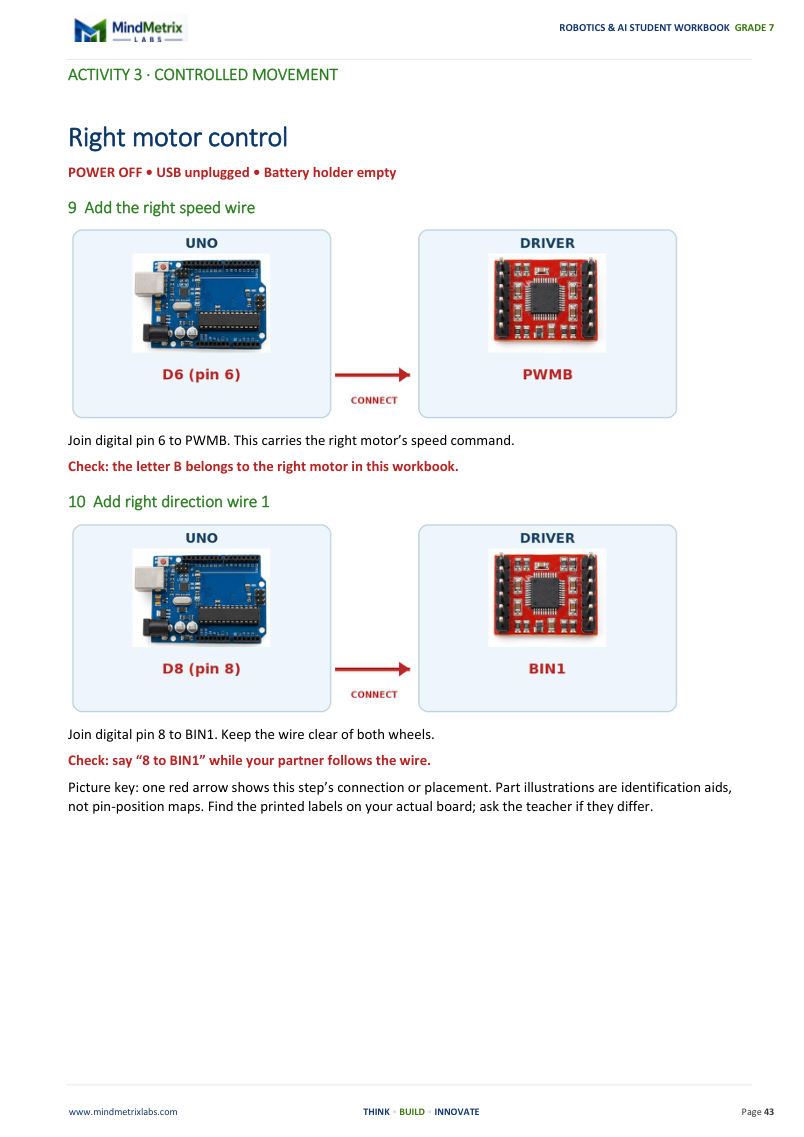 MindMetrix
LABS
ROBOTICS & AI STUDENT WORKBOOK GRADE 7
ACTIVITY 3 · CONTROLLED MOVEMENT
Right motor control
POWER OFF • USB unplugged • Battery holder empty
9 Add the right speed wire
UNO
D6 (pin 6)
CONNECT
DRIVER
PWMB
Join digital pin 6 to PWMB. This carries the right motor’s speed command.
Check: the letter B belongs to the right motor in this workbook.
10 Add right direction wire 1
UNO
D8 (pin 8)
CONNECT
DRIVER
BIN1
Join digital pin 8 to BIN1. Keep the wire clear of both wheels.
Check: say “8 to BIN1” while your partner follows the wire.
Picture key: one red arrow shows this step’s connection or placement. Part illustrations are identification aids,
not pin-position maps. Find the printed labels on your actual board; ask the teacher if they differ.
www.mindmetrixlabs.com
THINK • BUILD • INNOVATE
Page 43